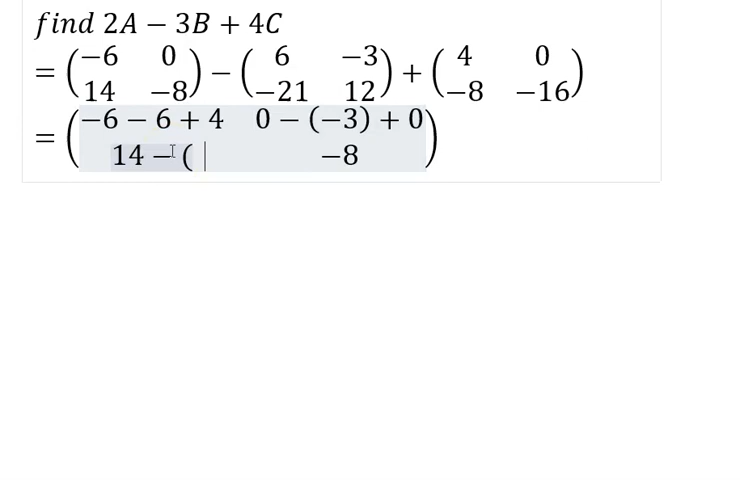 find 2A − 3B + 4C
= (−6 0 14 −8) − (6 −3 −21 12) + (4 0 −8 −16)
= (−6 − 6 + 4 0 − (−3) + 0
14 − ( −8)